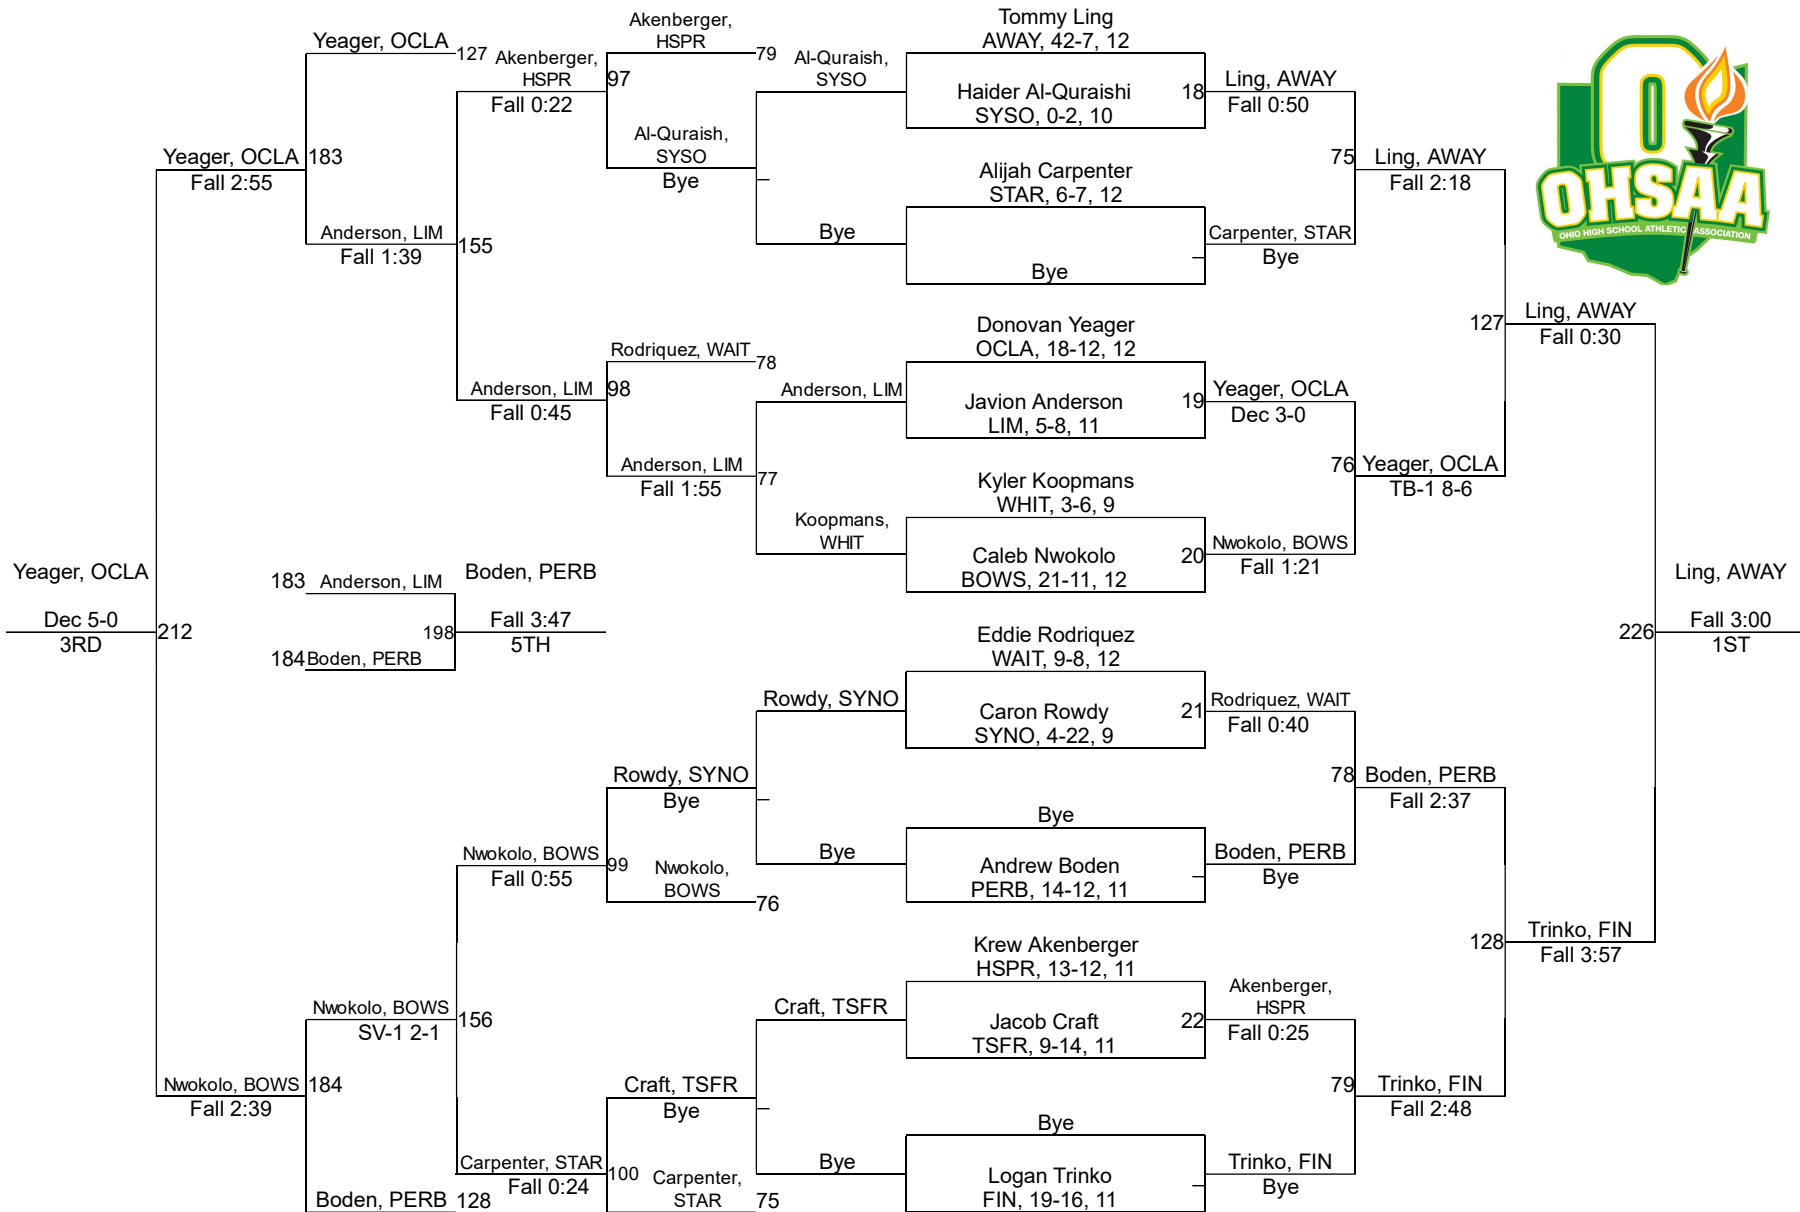 Yeager, OCLA
127
Akenberger,
HSPR
79
Akenberger,
HSPR
97
Fall 0:22
Al-Quraish,
SYSO
Tommy Ling
AWAY, 42-7, 12
Haider Al-Quraishi
SYSO, 0-2, 10
18
Ling, AWAY
Fall 0:50
Al-Quraish,
SYSO
Bye
Yeager, OCLA
183
Fall 2:55
Alijah Carpenter
STAR, 6-7, 12
75
Ling, AWAY
Fall 2:18
Anderson, LIM
155
Fall 1:39
Bye
Bye
Carpenter, STAR
Bye
O
OHSAA
OHIO HIGH SCHOOL ATHLETIC ASSOCIATION
Donovan Yeager
OCLA, 18-12, 12
127
Ling, AWAY
Fall 0:30
Rodriquez, WAIT
78
Anderson, LIM
98
Fall 0:45
Anderson, LIM
Javion Anderson
LIM, 5-8, 11
19
Yeager, OCLA
Dec 3-0
Anderson, LIM
77
Fall 1:55
Kyler Koopmans
WHIT, 3-6, 9
76
Yeager, OCLA
TB-1 8-6
Koopmans,
WHIT
Caleb Nwokolo
BOWS, 21-11, 12
20
Nwokolo, BOWS
Fall 1:21
Yeager, OCLA
Dec 5-0
3RD
212
183
Anderson, LIM
198
184
Boden, PERB
Boden, PERB
Fall 3:47
5TH
Eddie Rodriquez
WAIT, 9-8, 12
226
Ling, AWAY
Fall 3:00
1ST
Rowdy, SYNO
Caron Rowdy
SYNO, 4-22, 9
21
Rodriquez, WAIT
Fall 0:40
Rowdy, SYNO
Bye
78
Boden, PERB
Fall 2:37
Bye
Bye
Andrew Boden
PERB, 14-12, 11
Boden, PERB
Bye
Nwokolo, BOWS
99
Fall 0:55
Nwokolo,
BOWS
76
Krew Akenberger
HSPR, 13-12, 11
128
Trinko, FIN
Fall 3:57
Nwokolo, BOWS
156
SV-1 2-1
Craft, TSFR
Jacob Craft
TSFR, 9-14, 11
22
Akenberger,
HSPR
Fall 0:25
Nwokolo, BOWS
184
Fall 2:39
Craft, TSFR
Bye
79
Trinko, FIN
Fall 2:48
Bye
Bye
Logan Trinko
FIN, 19-16, 11
Trinko, FIN
Bye
Carpenter, STAR
100
Fall 0:24
Carpenter,
STAR
75
Boden, PERB
128